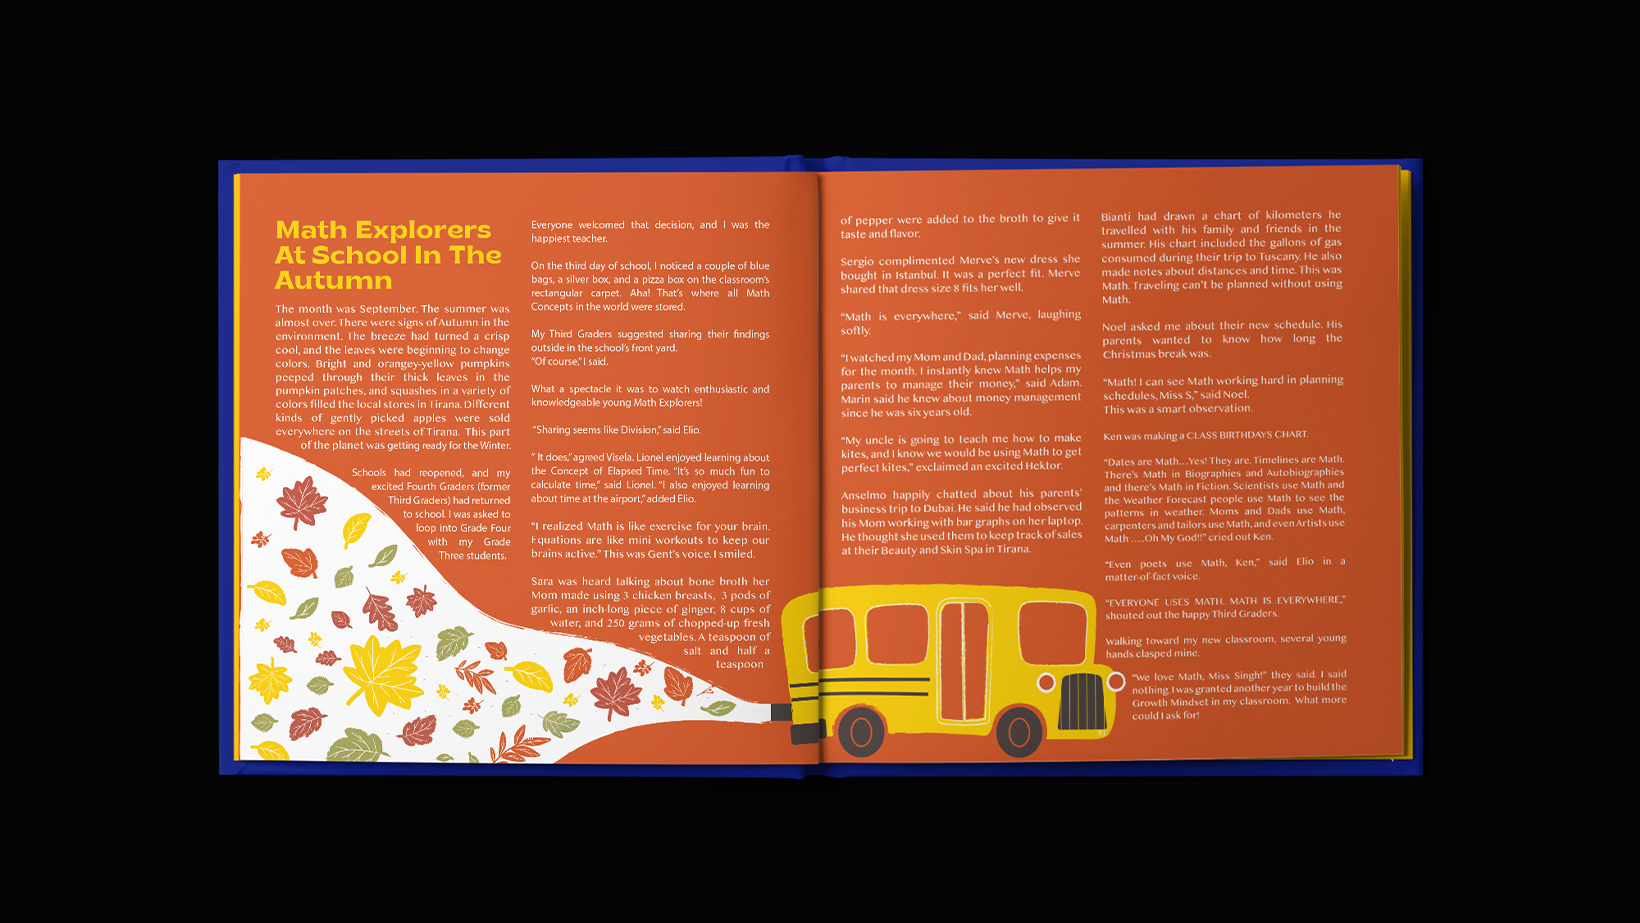 Math Explorers
At School In The
Autumn
The month was September. The summer was
almost over. There were signs of Autumn in the
environment. The breeze had turned a crisp
cool, and the leaves were beginning to change
colors. Bright and orangey-yellow pumpkins
peeped through their thick leaves in the
pumpkin patches, and squashes in a variety of
colors filled the local stores in Tirana. Different
kinds of gently picked apples were sold
everywhere on the streets of Tirana. This part
of the planet was getting ready for the Winter.
Schools had reopened, and my
excited Fourth Graders (former
Third Graders) had returned
to school. I was asked to
loop into Grade Four
with my Grade
Three students.
Everyone welcomed that decision, and I was the
happiest teacher.
On the third day of school, I noticed a couple of blue
bags, a silver box, and a pizza box on the classroom's
rectangular carpet. Aha! That's where all Math
Concepts in the world were stored.
My Third Graders suggested sharing their findings
outside in the school's front yard.
"Of course," I said.
What a spectacle it was to watch enthusiastic and
knowledgeable young Math Explorers!
"Sharing seems like Division," said Elio.
" It does," agreed Visela. Lionel enjoyed learning about
the Concept of Elapsed Time. "It's so much fun to
calculate time," said Lionel. "I also enjoyed learning
about time at the airport," added Elio.
"I realized Math is like exercise for your brain.
Equations are like mini workouts to keep our
brains active." This was Gent's voice. I smiled.
Sara was heard talking about bone broth her
Mom made using 3 chicken breasts, 3 pods of
garlic, an inch-long piece of ginger, 8 cups of
water, and 250 grams of chopped-up fresh
vegetables. A teaspoon of
salt and half a
teaspoon
of pepper were added to the broth to give it
taste and flavor.
Sergio complimented Merve's new dress she
bought in Istanbul. It was a perfect fit. Merve
shared that dress size 8 fits her well.
"Math is everywhere," said Merve, laughing
softly.
"I watched my Mom and Dad, planning expenses
for the month. I instantly knew Math helps my
parents to manage their money," said Adam.
Marin said he knew about money management
since he was six years old.
"My uncle is going to teach me how to make
kites, and I know we would be using Math to get
perfect kites," exclaimed an excited Hektor.
Anselmo happily chatted about his parents'
business trip to Dubai. He said he had observed
his Mom working with bar graphs on her laptop.
He thought she used them to keep track of sales
at their Beauty and Skin Spa in Tirana.
Bianti had drawn a chart of kilometers he
travelled with his family and friends in the
summer. His chart included the gallons of gas
consumed during their trip to Tuscany. He also
made notes about distances and time. This was
Math. Traveling can't be planned without using
Math.
Noel asked me about their new schedule. His
parents wanted to know how long the
Christmas break was.
"Math! I can see Math working hard in planning
schedules, Miss S," said Noel.
This was a smart observation.
Ken was making a CLASS BIRTHDAYS CHART.
"Dates are Math...Yes! They are. Timelines are Math.
There's Math in Biographies and Autobiographies
and there's Math in Fiction. Scientists use Math and
the Weather Forecast people use Math to see the
patterns in weather. Moms and Dads use Math,
carpenters and tailors use Math, and even Artists use
Math .....Oh My God!!" cried out Ken.
"Even poets use Math, Ken," said Elio in a
matter-of-fact voice.
"EVERYONE USES MATH. MATH IS EVERYWHERE,"
shouted out the happy Third Graders.
Walking toward my new classroom, several young
hands clasped mine.
"We love Math, Miss Singh!" they said. I said
nothing. I was granted another year to build the
Growth Mindset in my classroom. What more
could I ask for!